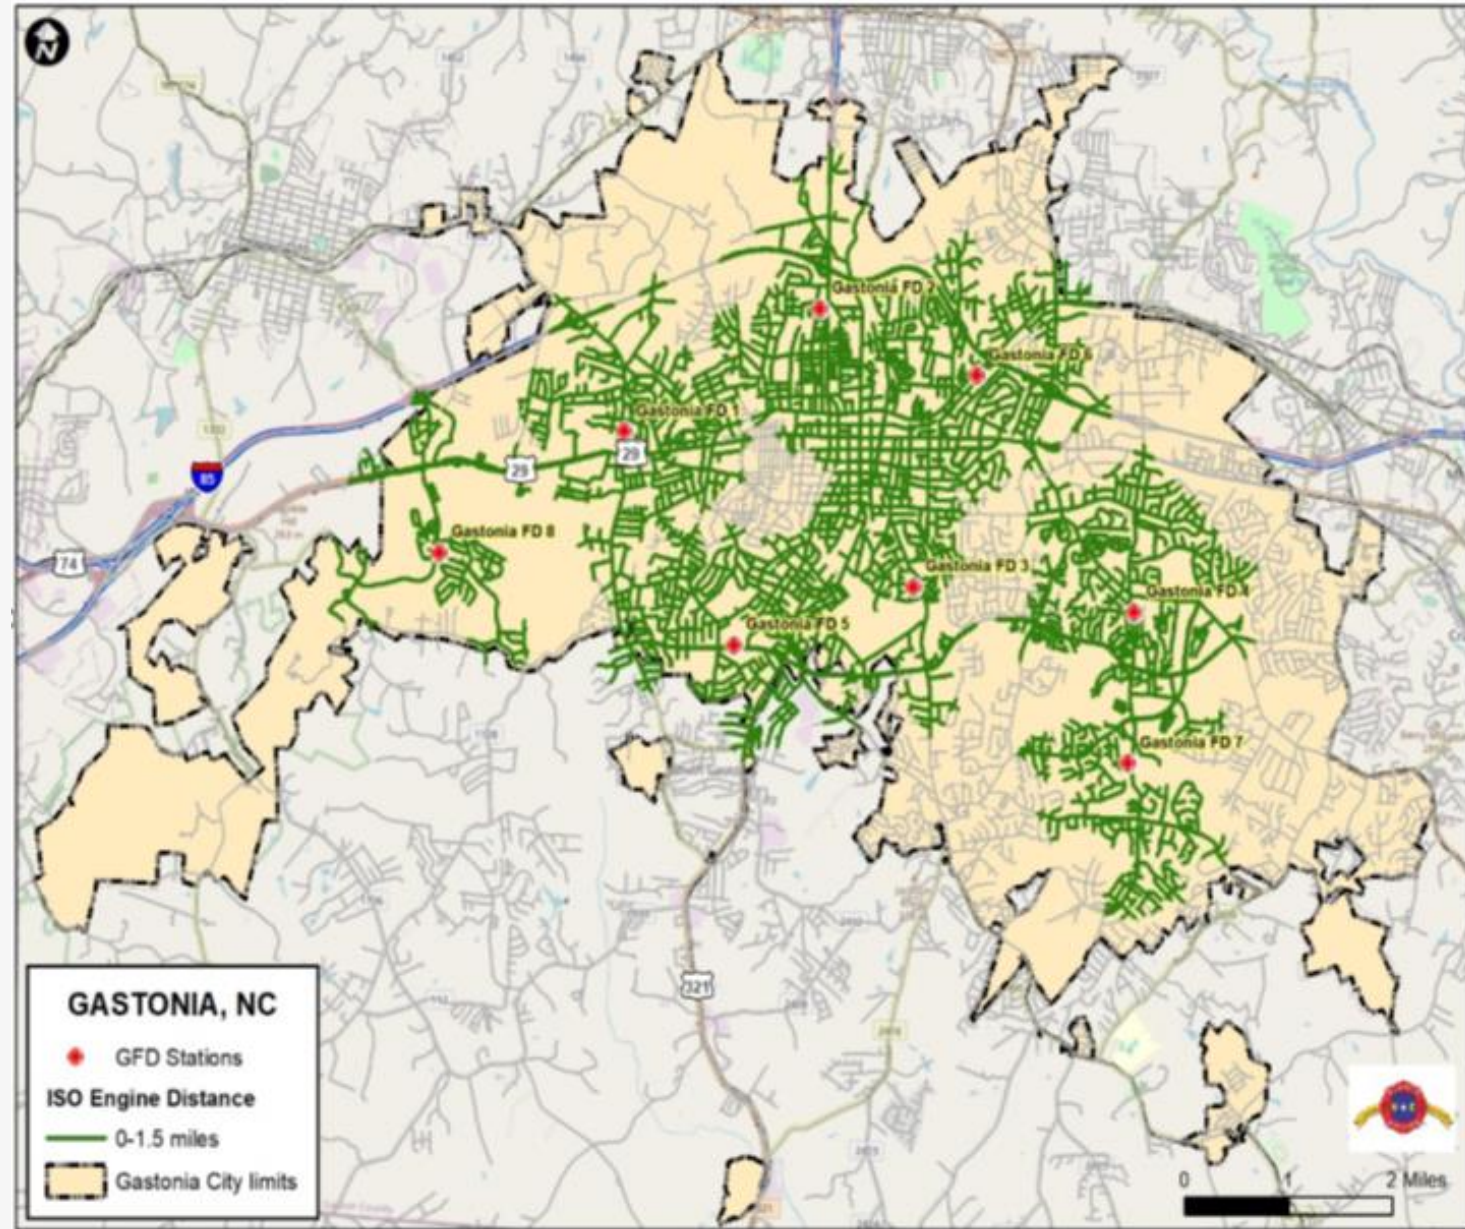 N
Gastonia FD 2
Gastonia FD 6
Gastonia FD 1
29
29
85
Gastonia FD 8
74
Gastonia FD 3
Gastonia FD 4
Gastonia FD 5
Gastonia FD 7
321
GASTONIA, NC
GFD Stations
ISO Engine Distance
0-1.5 miles
Gastonia City limits
0 1 2 Miles